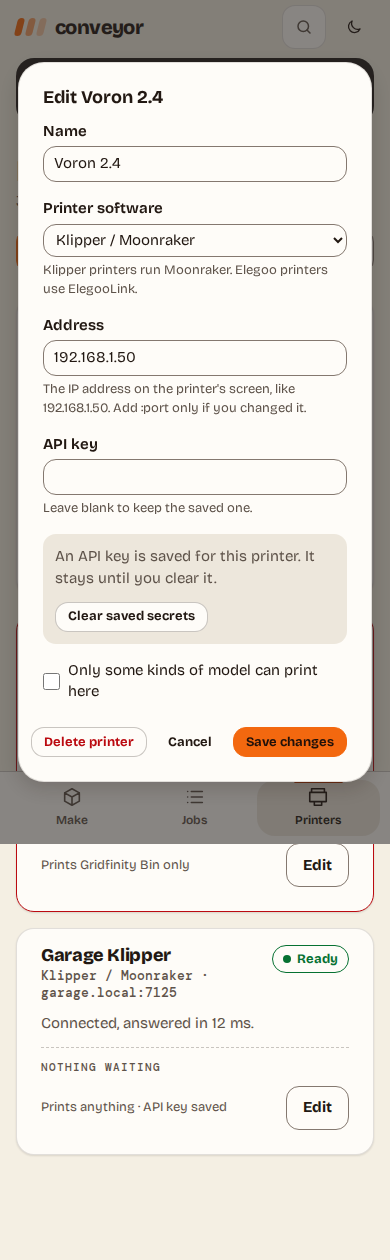 conveyor
Edit Voron 2.4
Name
Voron 2.4
Printer software
Klipper / Moonraker
Klipper printers run Moonraker. Elegoo printers
use ElegooLink.
Address
192.168.1.50
The IP address on the printer's screen, like
192.168.1.50. Add :port only if you changed it.
API key
Leave blank to keep the saved one.
An API key is saved for this printer. It
stays until you clear it.
Clear saved secrets
Only some kinds of model can print
here
Delete printer Cancel Save changes
Make Jobs Printers
Prints Gridfinity Bin only Edit
Garage Klipper Ready
Klipper / Moonraker ·
garage.local:7125
Connected, answered in 12 ms.
NOTHING WAITING
Prints anything · API key saved Edit